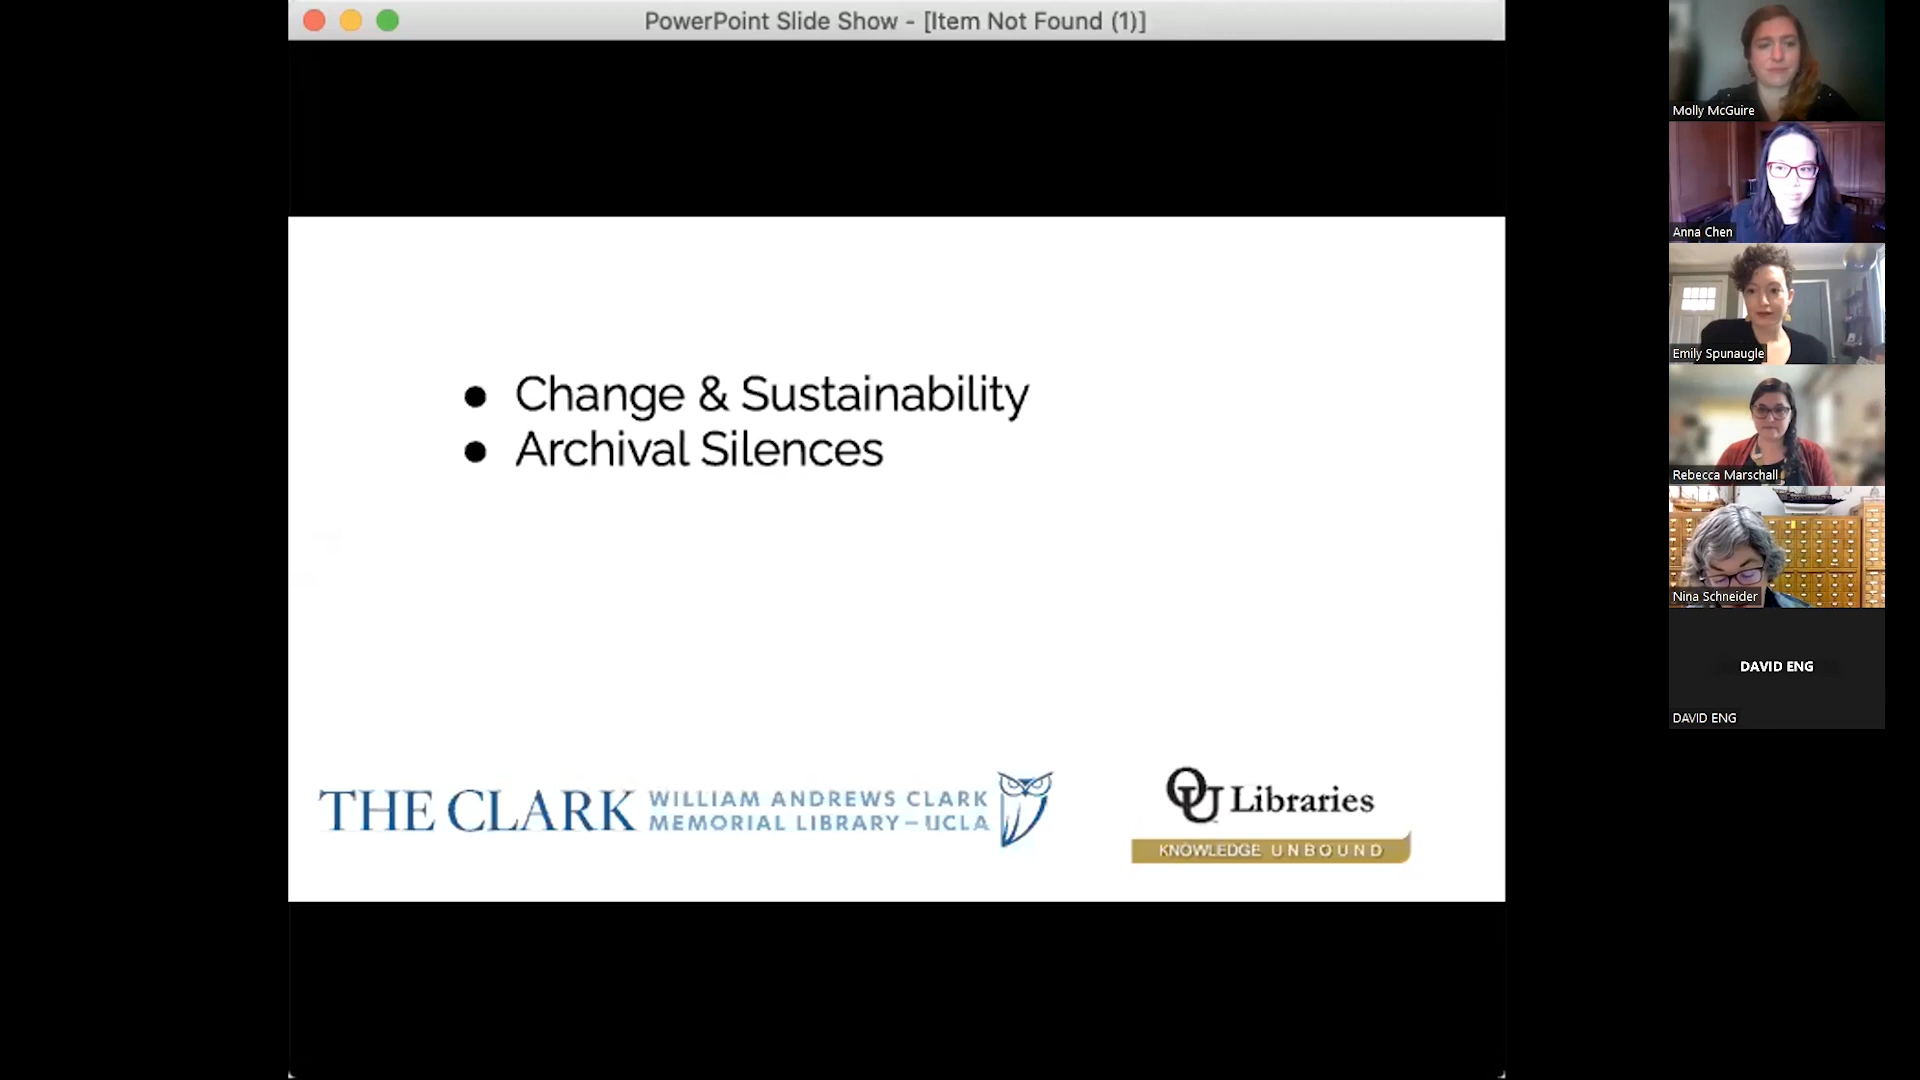 PowerPoint Slide Show - [Item Not Found (1)]
● Change & Sustainability
● Archival Silences
THE CLARK
WILLIAM ANDREWS CLARK
MEMORIAL LIBRARY – UCLA
OU Libraries
KNOWLEDGE UNBOUND
Molly McGuire
Anna Chen
Emily Spunaugle
Rebecca Marschall
Nina Schneider
DAVID ENG
DAVID ENG